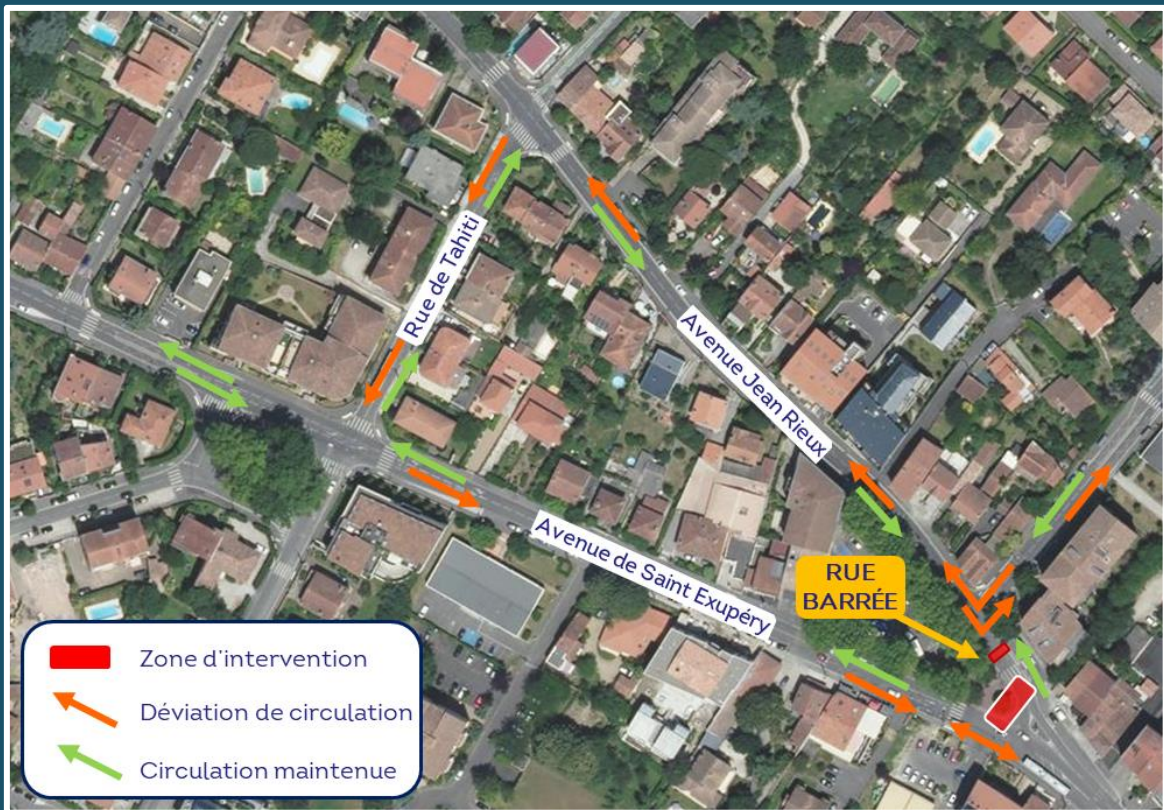 Rue de Tahiti
Avenue Jean Rieux
Avenue de Saint Exupéry
RUE
BARRÉE
Zone d'intervention
Déviation de circulation
Circulation maintenue